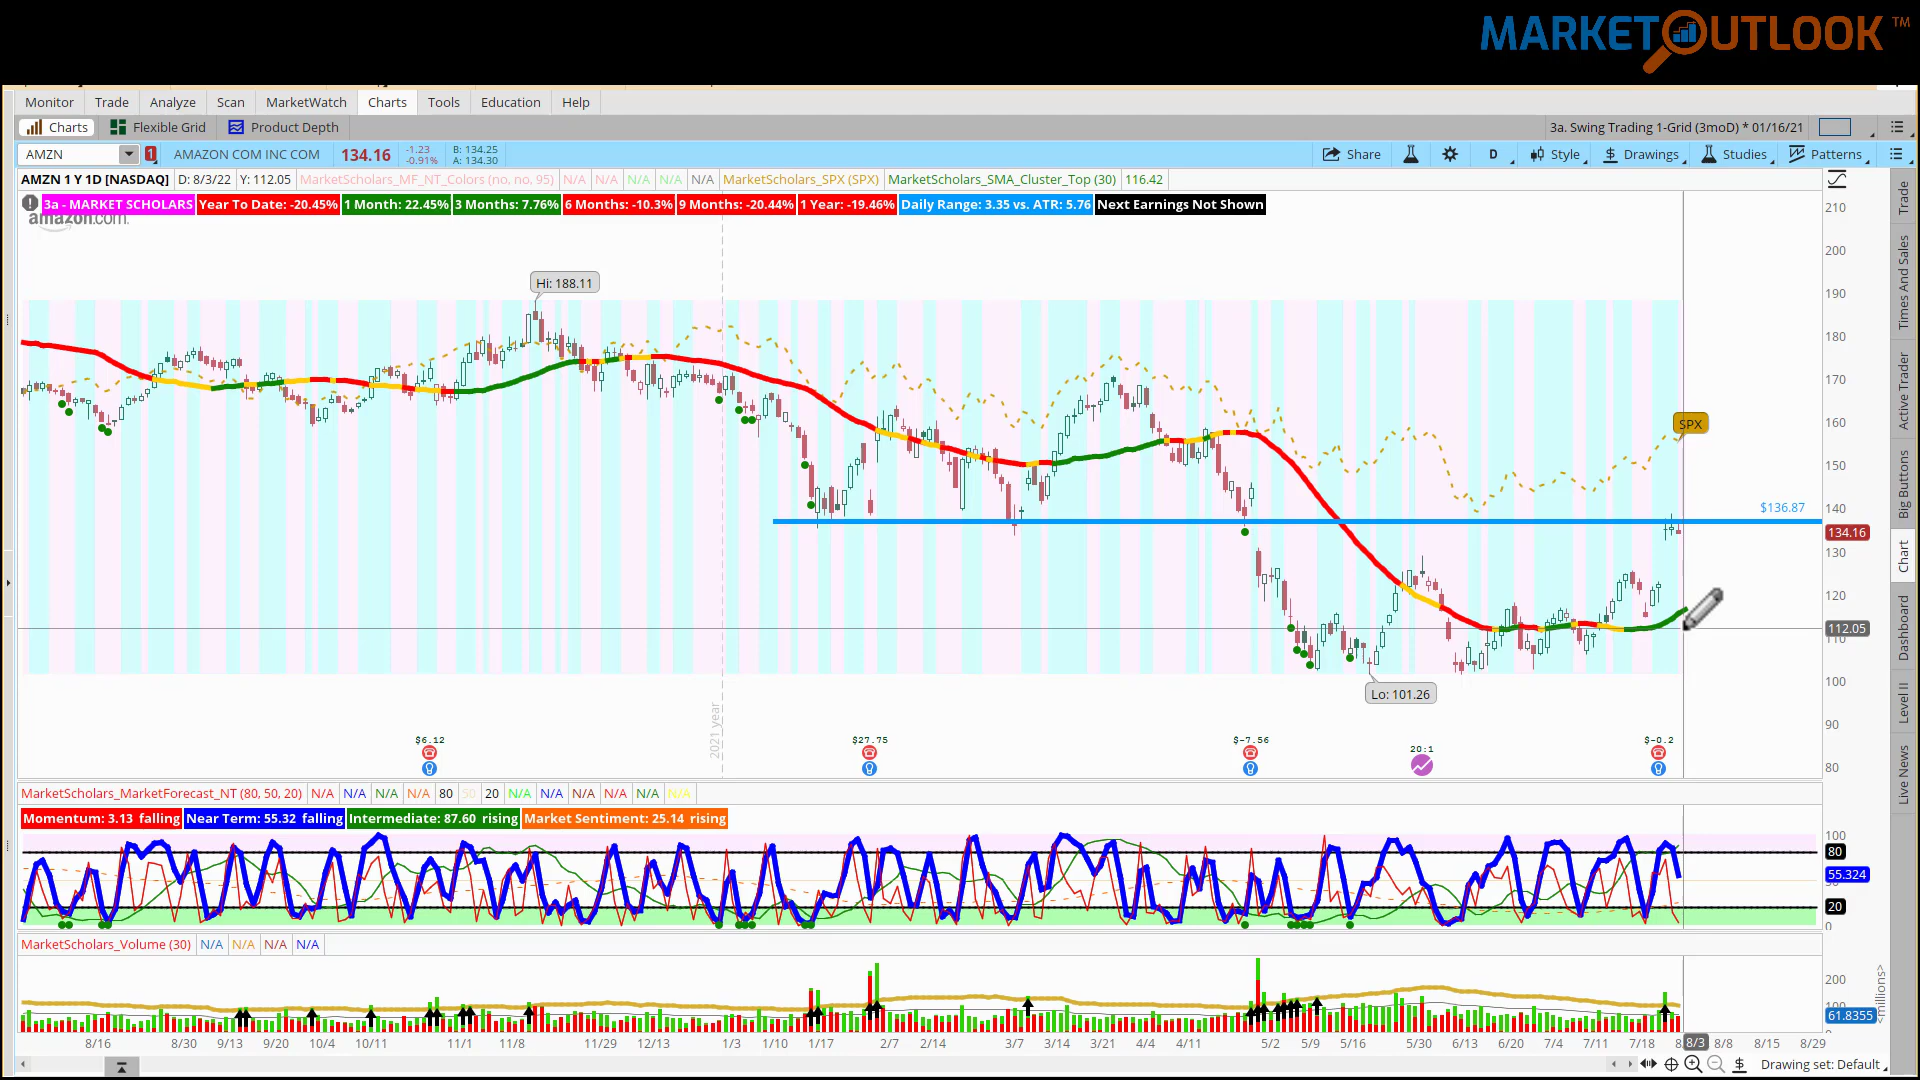 MARKETOUTLOOK™
Monitor Trade Analyze Scan MarketWatch Charts Tools Education Help
Charts Flexible Grid Product Depth 3a. Swing Trading 1-Grid (3moD) * 01/16/21
AMZN 1 AMAZON COM INC COM 134.16 -1.23 -0.91% B: 134.25 A: 134.30 Share D Style Drawings Studies Patterns
AMZN 1 Y 1D [NASDAQ] D: 8/3/22 Y: 112.05 MarketScholars_MF_NT_Colors (no, no, 95) N/A N/A N/A N/A N/A MarketScholars_SPX (SPX) MarketScholars_SMA_Cluster_Top (30) 116.42
3a - MARKET SCHOLARS Year To Date: -20.45% 1 Month: 22.45% 3 Months: 7.76% 6 Months: -10.3% 9 Months: -20.44% 1 Year: -19.46% Daily Range: 3.35 vs. ATR: 5.76 Next Earnings Not Shown
amazon.com
Hi: 188.11
SPX
$136.87
Lo: 101.26
2021 year
210
200
190
180
170
160
150
140
134.16
130
120
112.05
110
100
90
80
$6.12 $27.75 $-7.56 20:1 $-0.2
MarketScholars_MarketForecast_NT (80, 50, 20) N/A N/A N/A N/A 80 50 20 N/A N/A N/A N/A N/A N/A
Momentum: 3.13 falling Near Term: 55.32 falling Intermediate: 87.60 rising Market Sentiment: 25.14 rising
100
80
55.324
20
0
MarketScholars_Volume (30) N/A N/A N/A N/A
200
100
61.8355
0
<millions>
8/16 8/30 9/13 9/20 10/4 10/11 11/1 11/8 11/29 12/13 1/3 1/10 1/17 2/7 2/14 3/7 3/14 3/21 4/4 4/11 5/2 5/9 5/16 5/30 6/13 6/20 7/4 7/11 7/18 8 8/3 8/8 8/15 8/29
Drawing set: Default
Trade
Times And Sales
Active Trader
Big Buttons
Chart
Dashboard
Level II
Live News